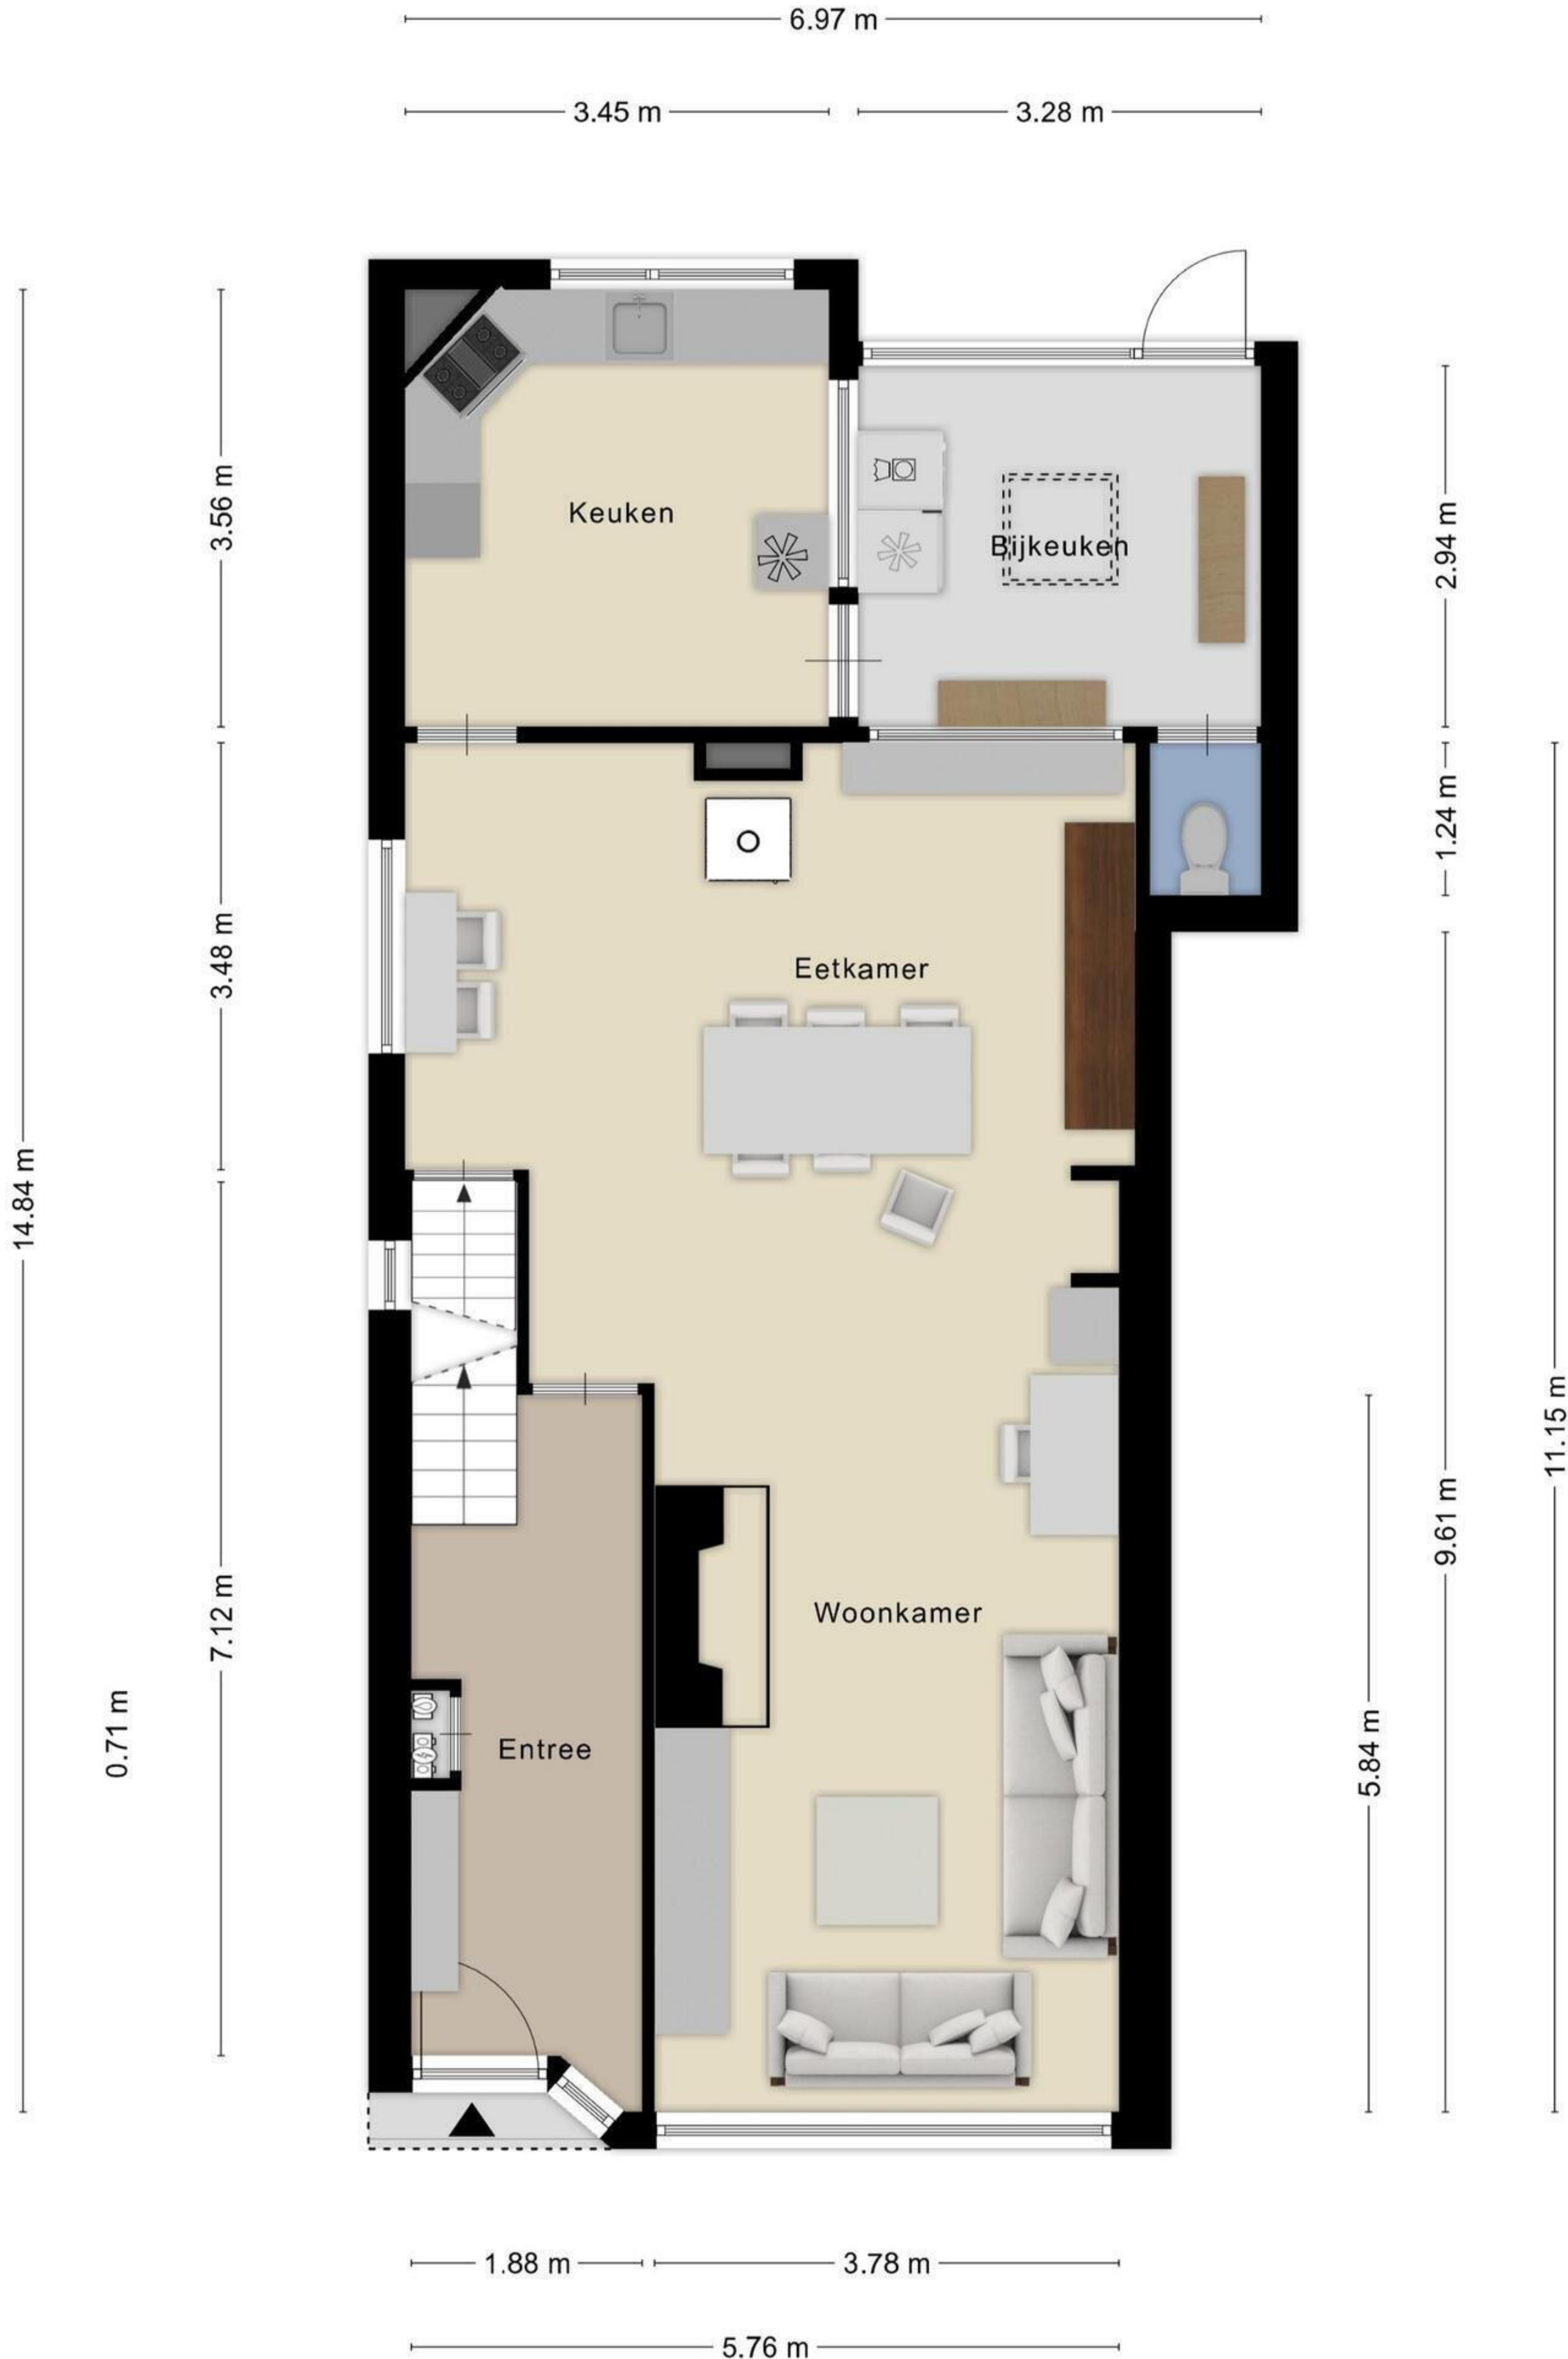 6.97 m
3.45 m
3.28 m
3.56 m
Keuken
Bijkeuken
2.94 m
1.24 m
3.48 m
Eetkamer
14.84 m
11.15 m
9.61 m
7.12 m
Woonkamer
0.71 m
Entree
5.84 m
1.88 m
3.78 m
5.76 m